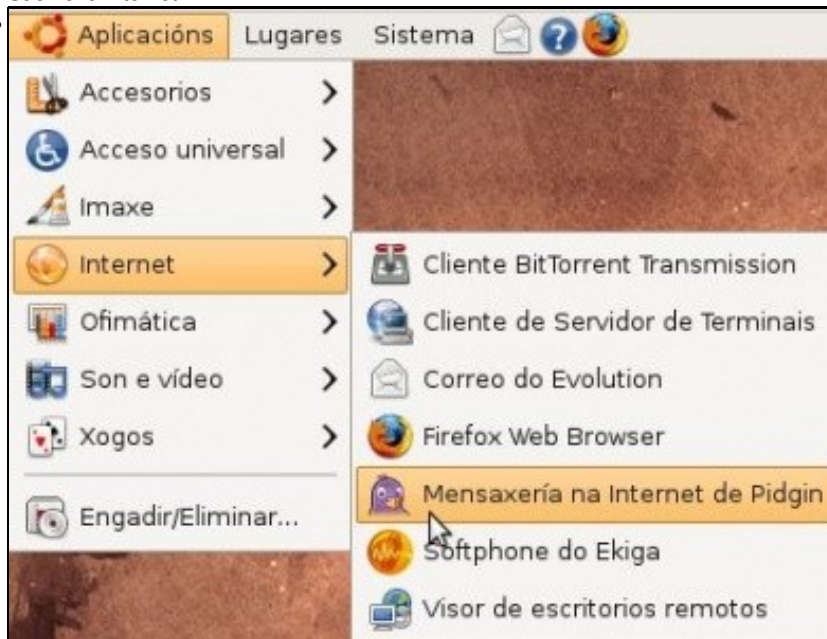 Aplicacións Lugares Sistema
Accesorios
Acceso universal
Imaxe
Internet
Ofimática
Son e vídeo
Xogos
Engadir/Eliminar...
Cliente BitTorrent Transmission
Cliente de Servidor de Terminais
Correo do Evolution
Firefox Web Browser
Mensaxería na Internet de Pidgin
Softphone do Ekiga
Visor de escritorios remotos